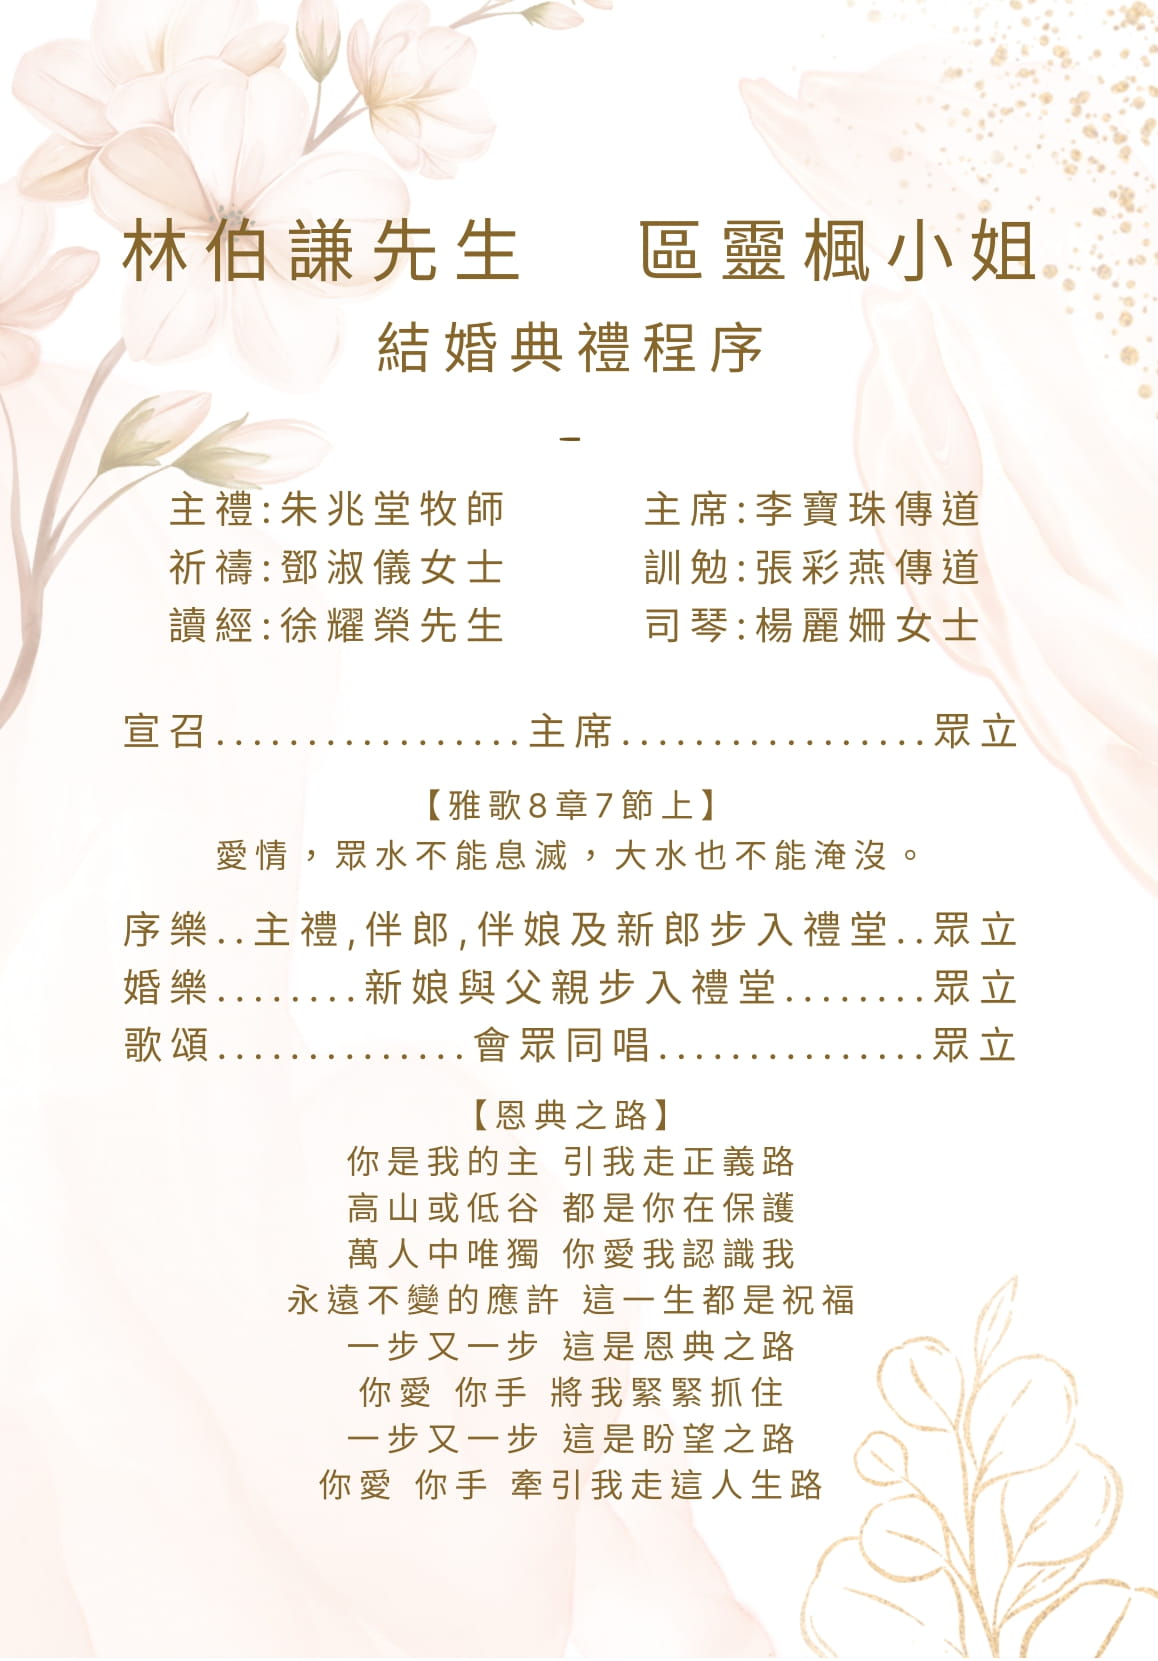 林伯謙先生 區靈楓小姐
結婚典禮程序
–
主禮:朱兆堂牧師 主席:李寶珠傳道
祈禱:鄧淑儀女士 訓勉:張彩燕傳道
讀經:徐耀榮先生 司琴:楊麗姍女士
宣召.................主席.................眾立
【雅歌8章7節上】
愛情，眾水不能息滅，大水也不能淹沒。
序樂..主禮,伴郎,伴娘及新郎步入禮堂..眾立
婚樂........新娘與父親步入禮堂........眾立
歌頌..............會眾同唱...............眾立
【恩典之路】
你是我的主 引我走正義路
高山或低谷 都是你在保護
萬人中唯獨 你愛我認識我
永遠不變的應許 這一生都是祝福
一步又一步 這是恩典之路
你愛 你手 將我緊緊抓住
一步又一步 這是盼望之路
你愛 你手 牽引我走這人生路